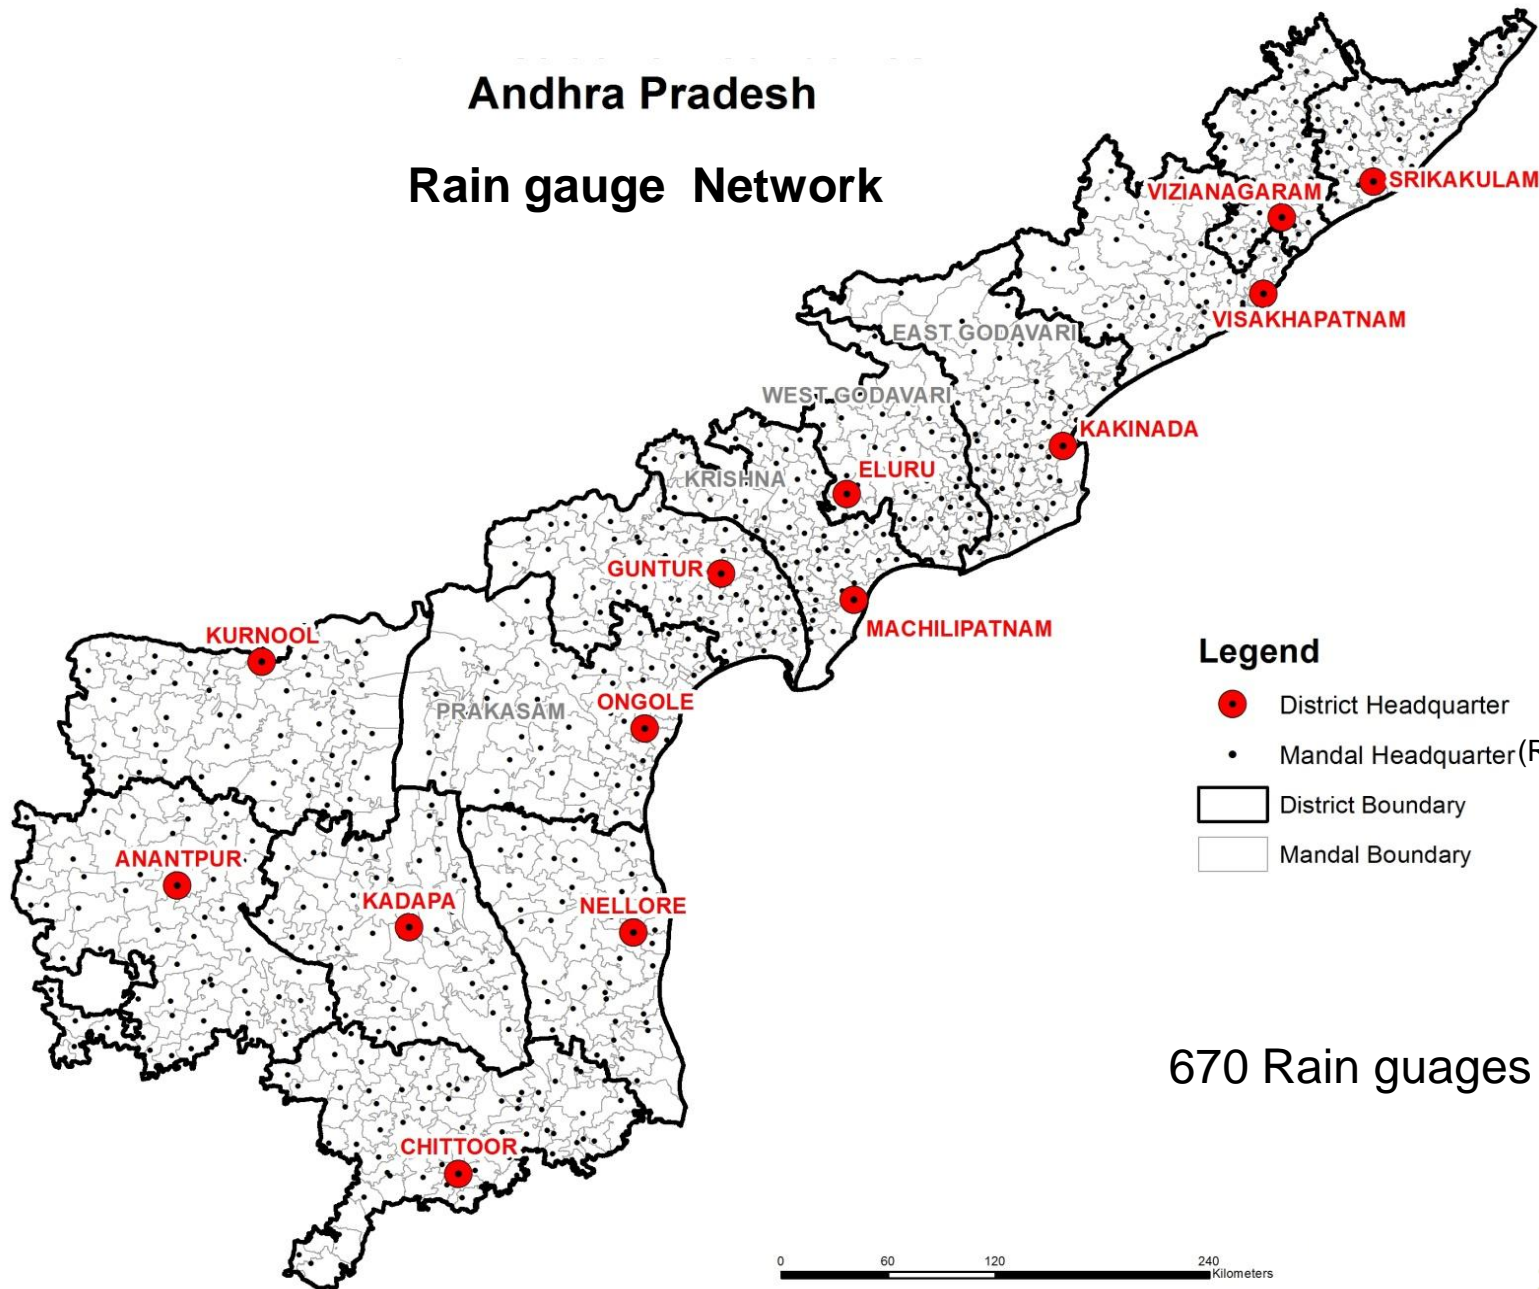 Andhra Pradesh
Rain gauge Network
SRIKAKULAM
VIZIANAGARAM
VISAKHAPATNAM
EAST GODAVARI
WEST GODAVARI
KAKINADA
ELURU
KRISHNA
GUNTUR
MACHILIPATNAM
KURNOOL
ONGOLE
PRAKASAM
ANANTPUR
KADAPA
NELLORE
CHITTOOR
Legend
District Headquarter
Mandal Headquarter (R
District Boundary
Mandal Boundary
670 Rain guages
0 60 120 240
Kilometers